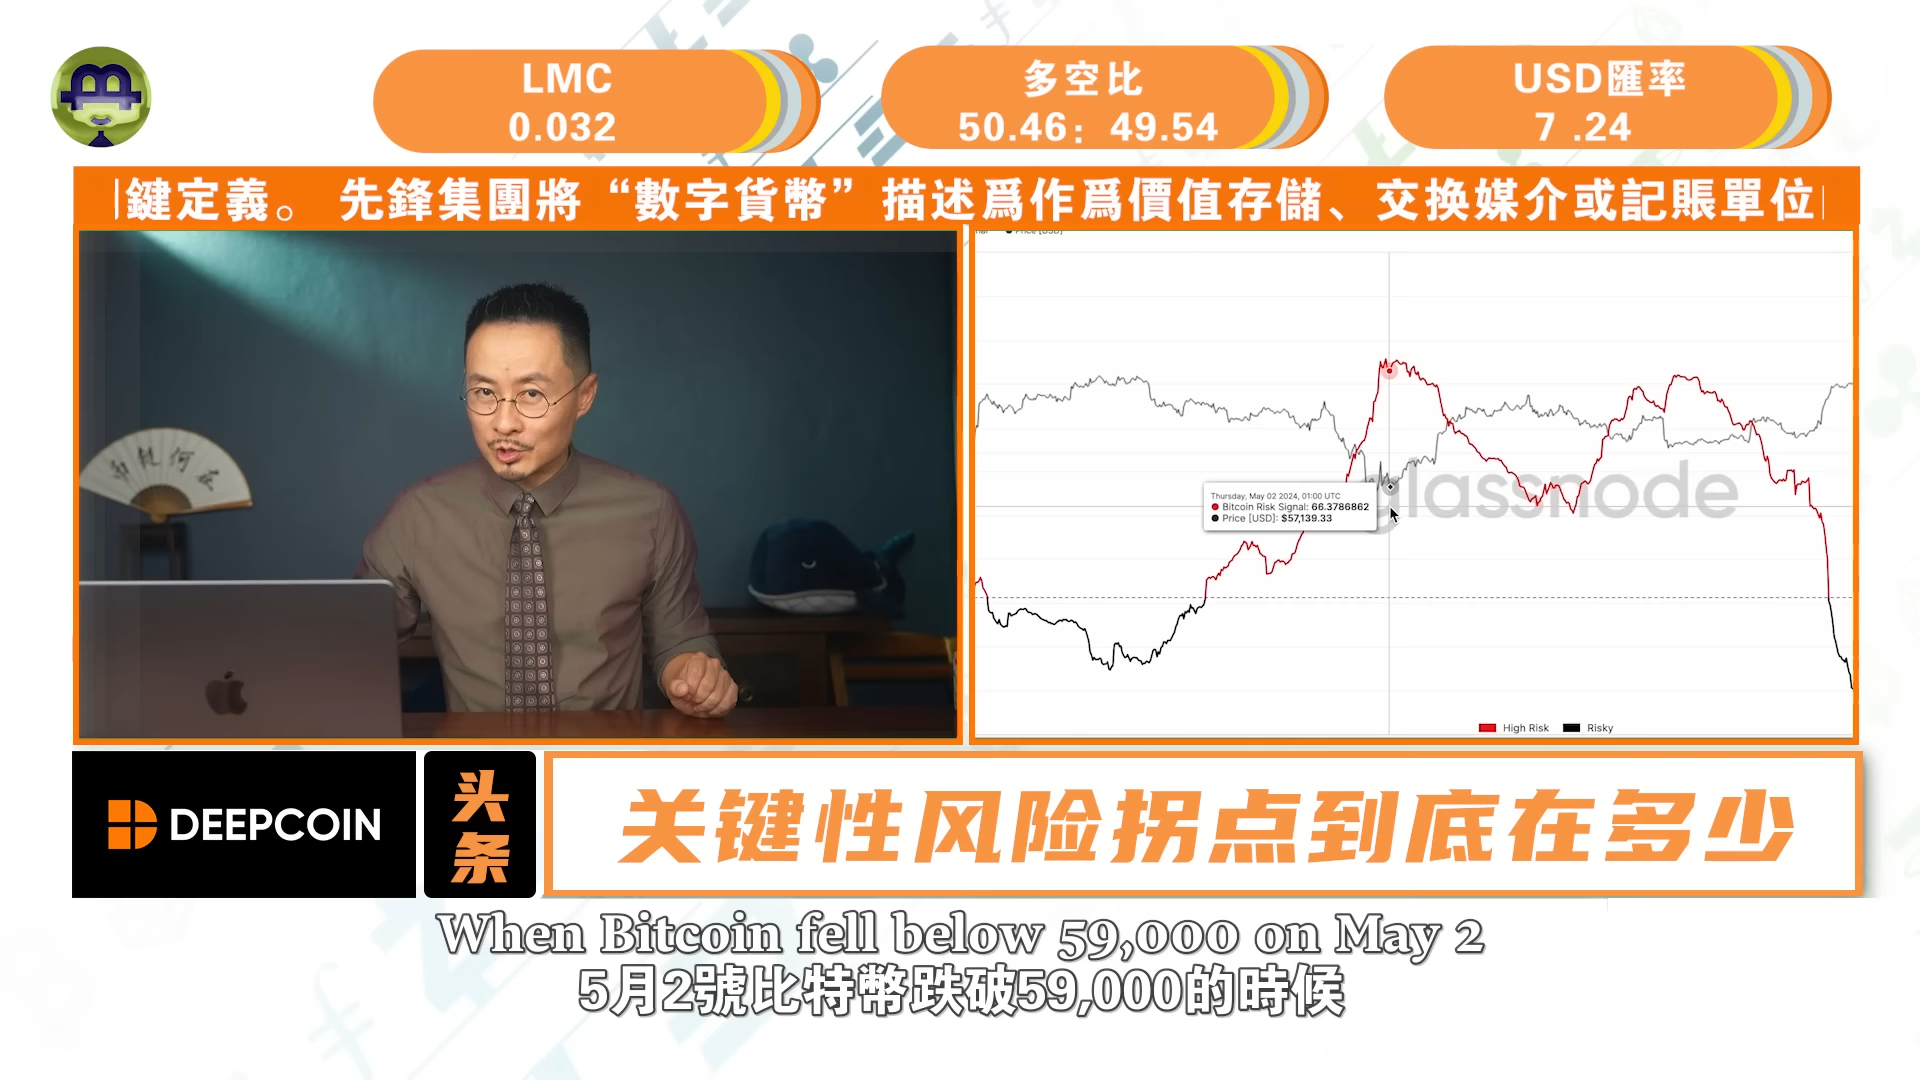 LMC
0.032
多空比
50.46：49.54
USD匯率
7 .24
鍵定義。 先鋒集團將“數字貨幣”描述爲作爲價值存儲、交换媒介或記賬單位
Price [USD]
glassnode
Thursday, May 02 2024, 01:00 UTC
Bitcoin Risk Signal: 66.3786862
Price [USD]: $57,139.33
High Risk
Risky
DEEPCOIN
头条
关键性风险拐点到底在多少
When Bitcoin fell below 59,000 on May 2
5月2號比特幣跌破59,000的時候